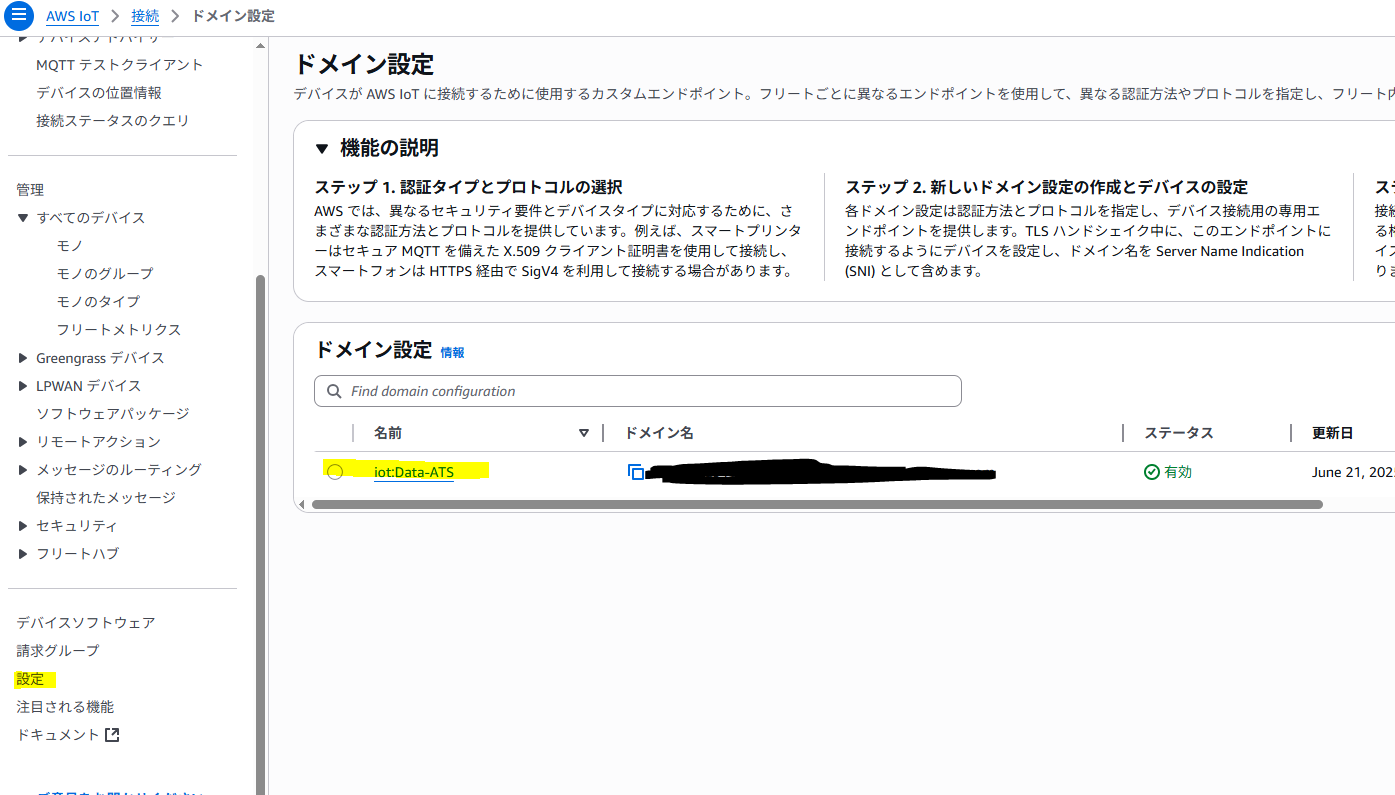 AWS IoT > 接続 > ドメイン設定
デバイスアドバイザー
MQTT テストクライアント
デバイスの位置情報
接続ステータスのクエリ
管理
すべてのデバイス
モノ
モノのグループ
モノのタイプ
フリートメトリクス
Greengrass デバイス
LPWAN デバイス
ソフトウェアパッケージ
リモートアクション
メッセージのルーティング
保持されたメッセージ
セキュリティ
フリートハブ
デバイスソフトウェア
請求グループ
設定
注目される機能
ドキュメント
ドメイン設定
デバイスが AWS IoT に接続するために使用するカスタムエンドポイント。フリートごとに異なるエンドポイントを使用して、異なる認証方法やプロトコルを指定し、フリート内
機能の説明
ステップ 1. 認証タイプとプロトコルの選択
AWS では、異なるセキュリティ要件とデバイスタイプに対応するために、さ
まざまな認証方法とプロトコルを提供しています。例えば、スマートプリンタ
ーはセキュア MQTT を備えた X.509 クライアント証明書を使用して接続し、
スマートフォンは HTTPS 経由で SigV4 を利用して接続する場合があります。
ステップ 2. 新しいドメイン設定の作成とデバイスの設定
各ドメイン設定は認証方法とプロトコルを指定し、デバイス接続用の専用エ
ンドポイントを提供します。TLS ハンドシェイク中に、このエンドポイントに
接続するようにデバイスを設定し、ドメイン名を Server Name Indication
(SNI) として含めます。
ドメイン設定 情報
Find domain configuration
名前 ドメイン名 ステータス 更新日
iot:Data-ATS 有効 June 21, 202